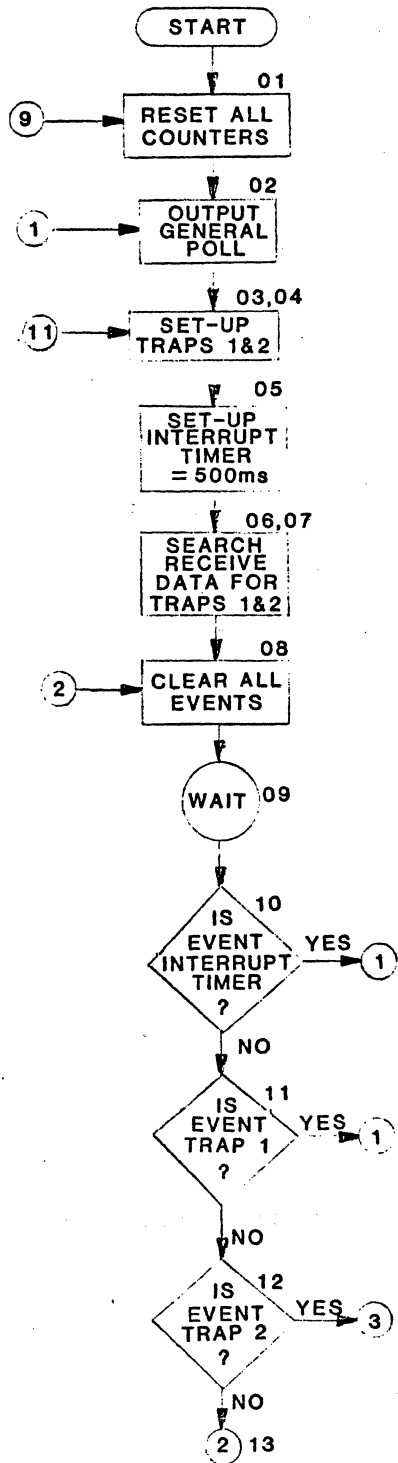 START
01
RESET ALL
COUNTERS
9
02
OUTPUT
GENERAL
POLL
1
03,04
SET-UP
TRAPS 1&2
11
05
SET-UP
INTERRUPT
TIMER
= 500ms
06,07
SEARCH
RECEIVE
DATA FOR
TRAPS 1&2
08
CLEAR ALL
EVENTS
2
WAIT
09
10
IS
EVENT
INTERRUPT
TIMER
?
YES
1
NO
11
IS
EVENT
TRAP 1
?
YES
1
NO
12
IS
EVENT
TRAP 2
?
YES
3
NO
2
13